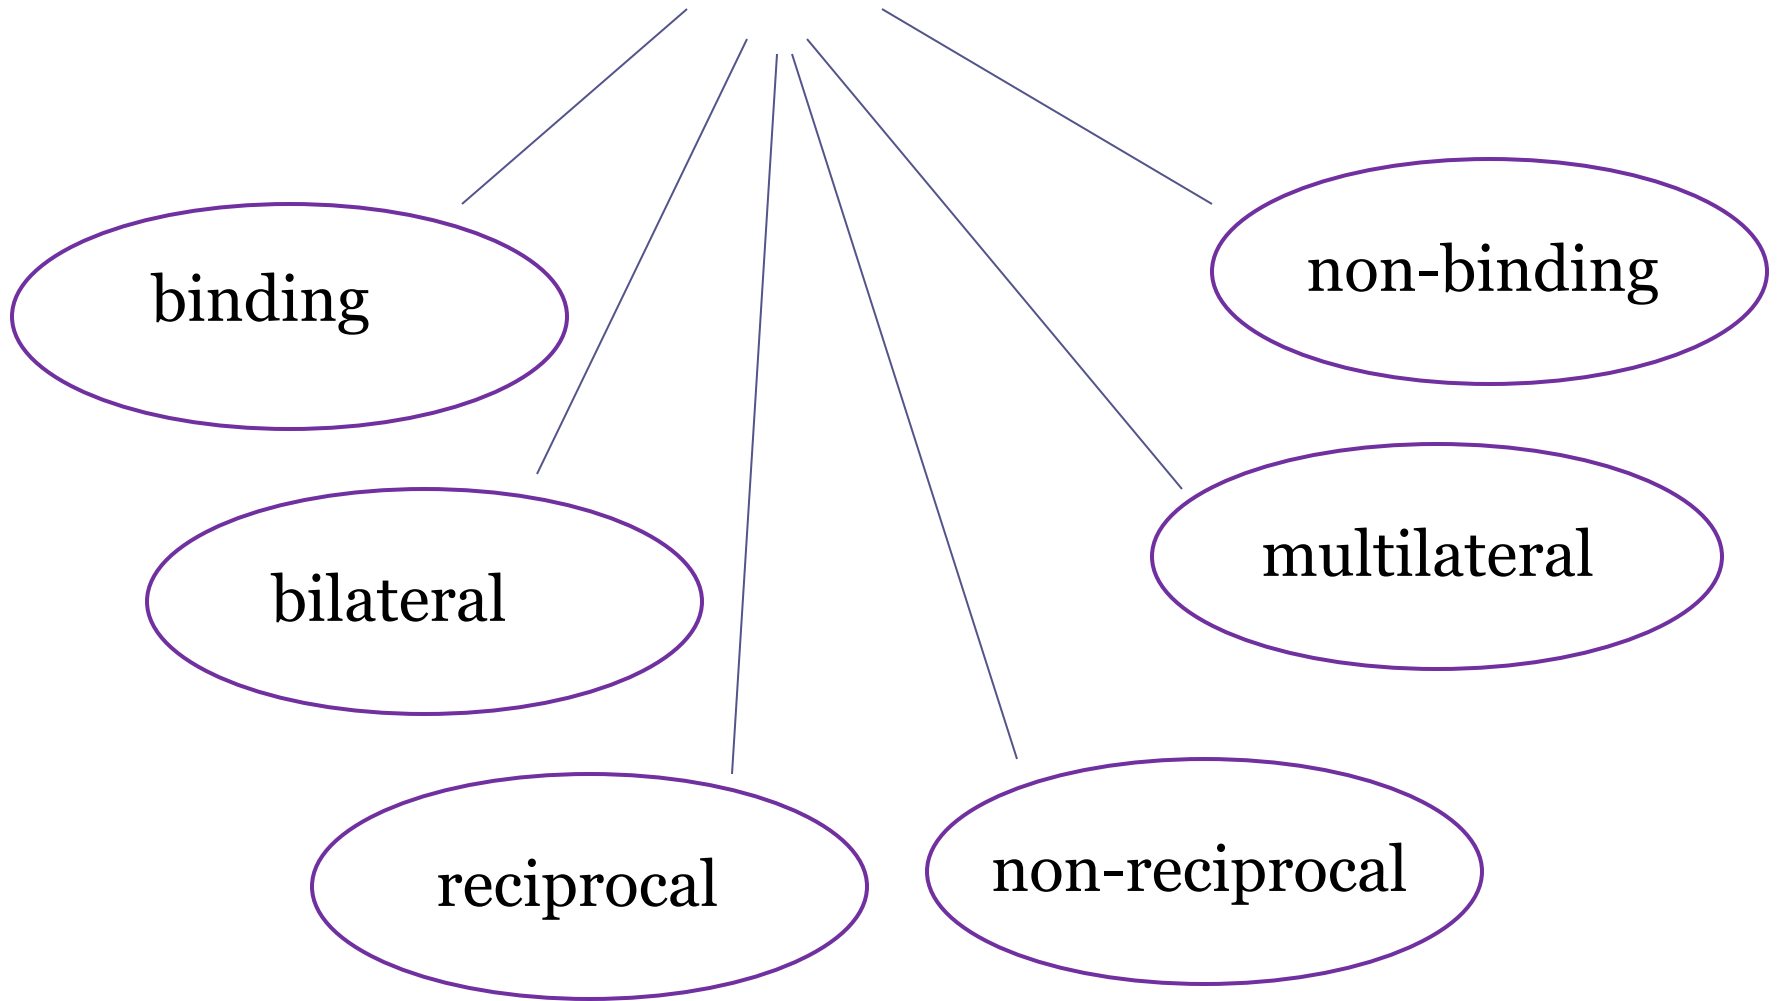 binding
non-binding
bilateral
multilateral
reciprocal
non-reciprocal